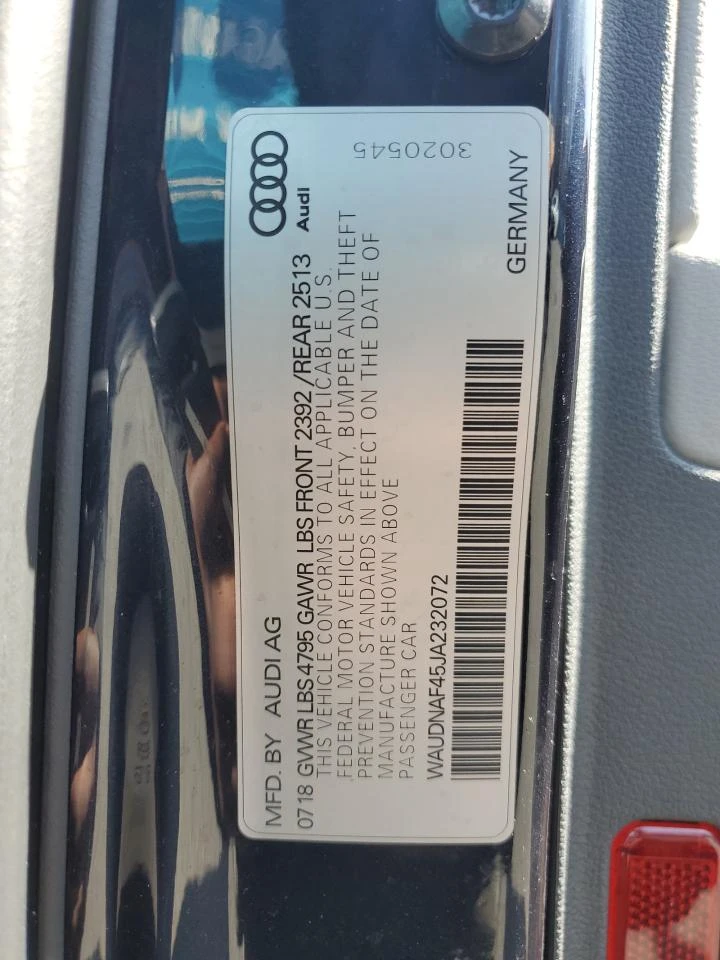 3020545
Audi
MFD. BY AUDI AG
0718 GVWR LBS 4795 GAWR LBS FRONT 2392 /REAR 2513
THIS VEHICLE CONFORMS TO ALL APPLICABLE U.S.
FEDERAL MOTOR VEHICLE SAFETY, BUMPER AND THEFT
PREVENTION STANDARDS IN EFFECT ON THE DATE OF
MANUFACTURE SHOWN ABOVE
PASSENGER CAR
WAUDNAF45JA232072
GERMANY